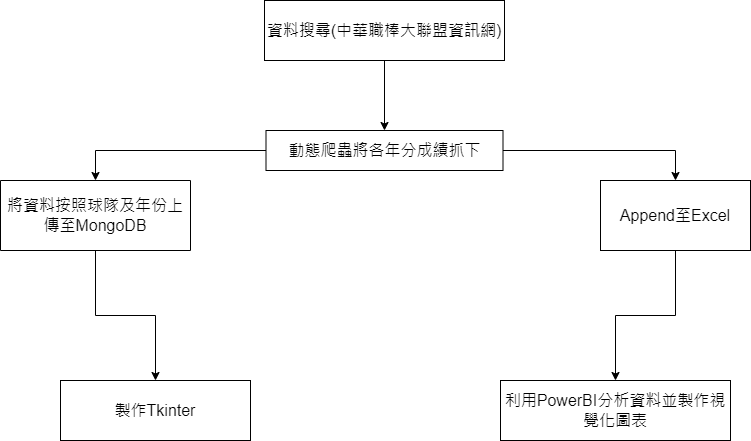 資料搜尋(中華職棒大聯盟資訊網)
動態爬蟲將各年分成績抓下
將資料按照球隊及年份上
傳至MongoDB
Append至Excel
製作Tkinter
利用PowerBI分析資料並製作視
覺化圖表